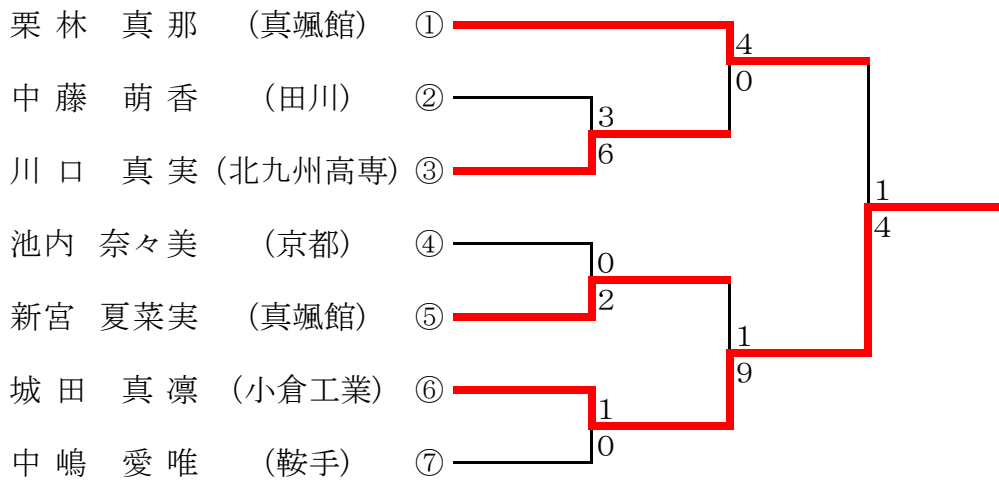 栗林 真那 (真颯館) ①
4
0
中藤 萌香 (田川) ②
3
6
川口 真実 (北九州高専) ③
1
4
池内 奈々美 (京都) ④
0
2
新宮 夏菜実 (真颯館) ⑤
1
9
城田 真凛 (小倉工業) ⑥
1
0
中嶋 愛唯 (鞍手) ⑦